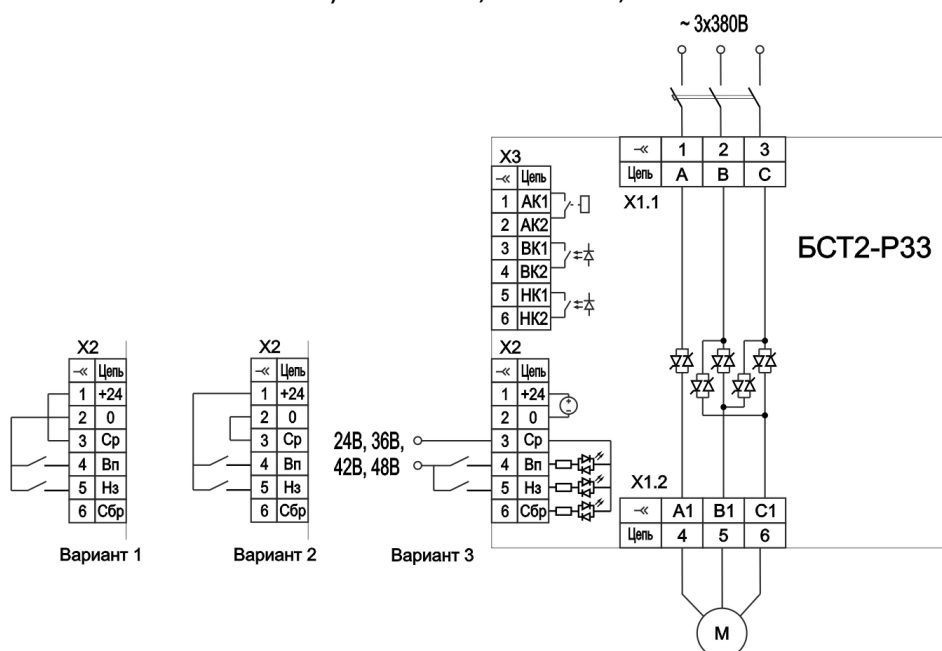 ~ 3х380В
-« 1 2 3
Цепь A B C
X1.1
БСТ2-Р33
X3
-« Цепь
1 АК1
2 АК2
3 ВК1
4 ВК2
5 НК1
6 НК2
X2
-« Цепь
1 +24
2 0
3 Ср
4 Вп
5 Нз
6 Сбр
Вариант 1
X2
-« Цепь
1 +24
2 0
3 Ср
4 Вп
5 Нз
6 Сбр
Вариант 2
X2
-« Цепь
1 +24
2 0
24В, 36В, 3 Ср
42В, 48В 4 Вп
5 Нз
6 Сбр
Вариант 3
X1.2
-« A1 B1 C1
Цепь 4 5 6
M